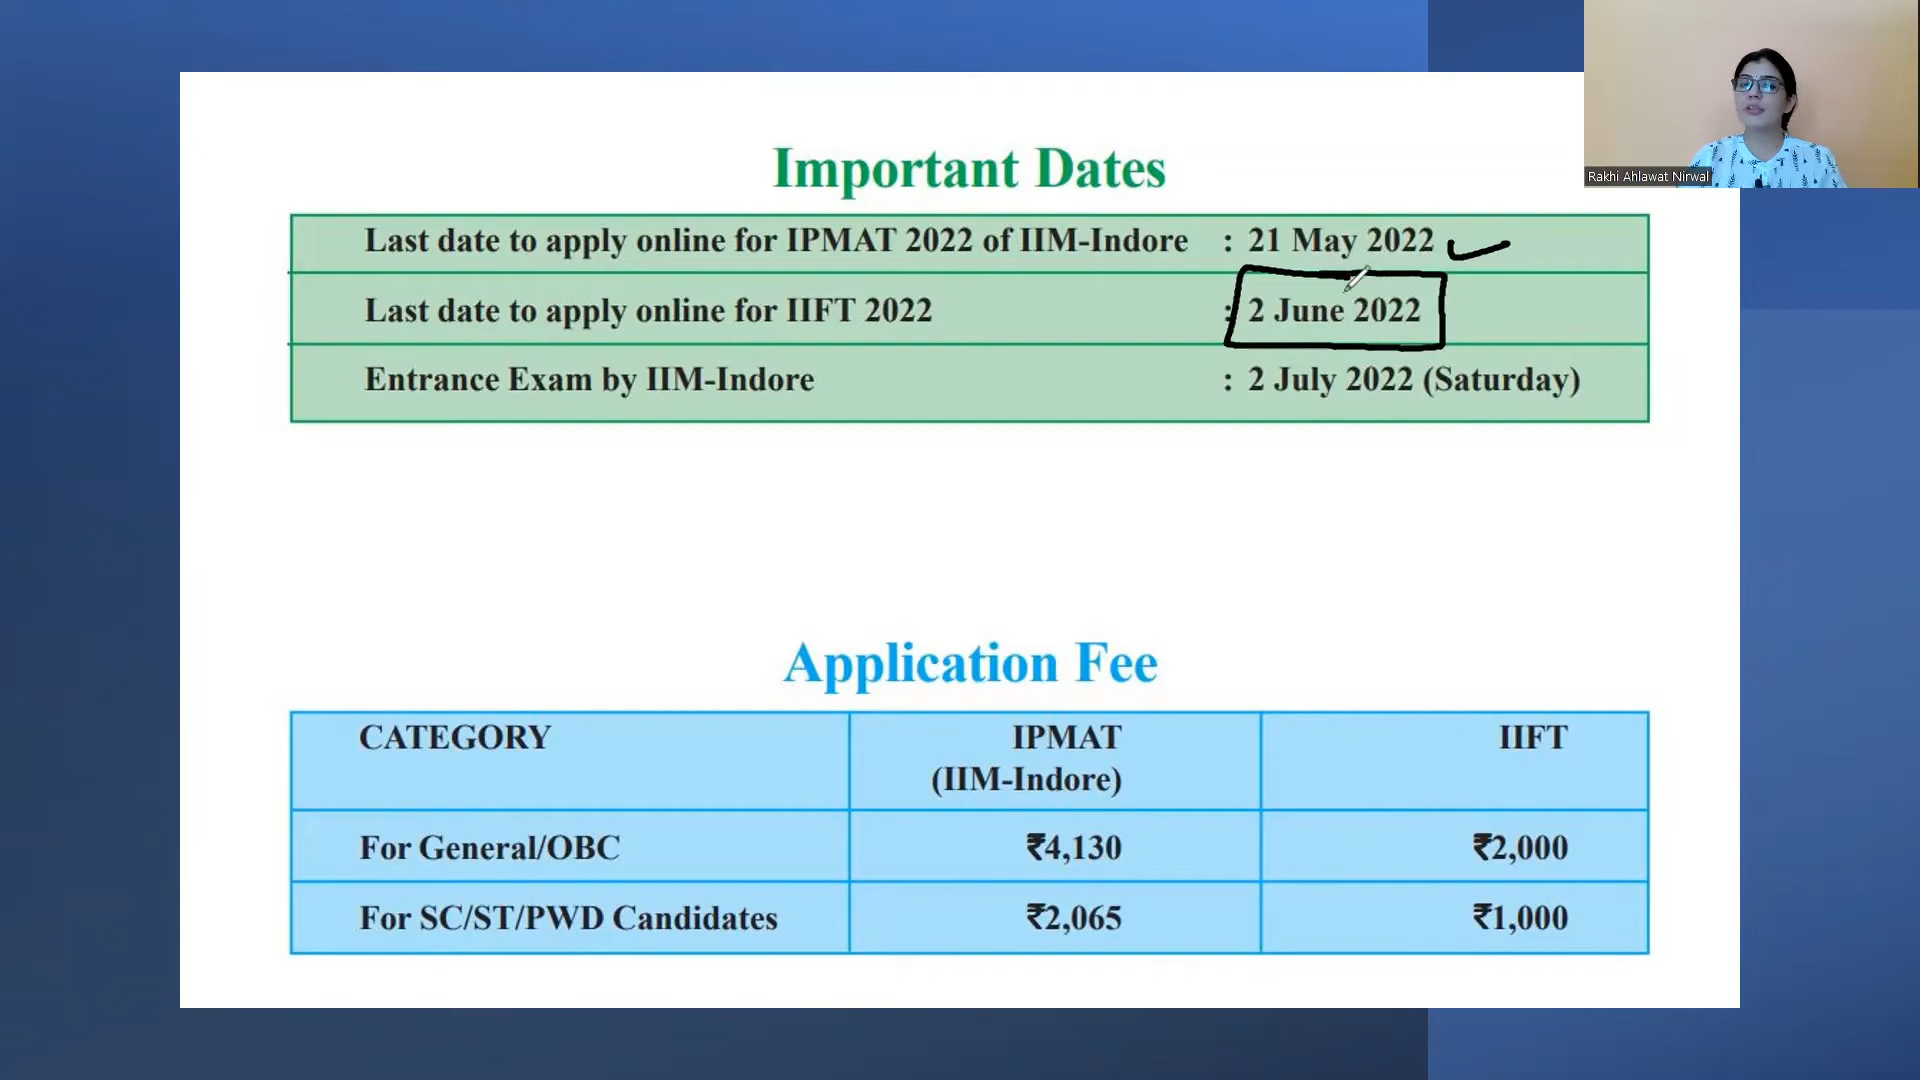 Rakhi Ahlawat Nirwal
Important Dates
Last date to apply online for IPMAT 2022 of IIM-Indore : 21 May 2022
Last date to apply online for IIFT 2022 : 2 June 2022
Entrance Exam by IIM-Indore : 2 July 2022 (Saturday)
Application Fee
CATEGORY IPMAT IIFT
(IIM-Indore)
For General/OBC ₹4,130 ₹2,000
For SC/ST/PWD Candidates ₹2,065 ₹1,000